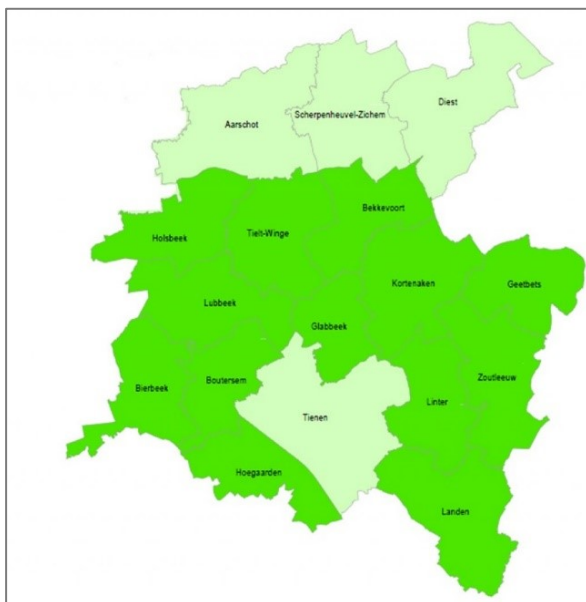 Diest
Scherpenheuvel-Zichem
Aarschot
Bekkevoort
Tielt-Winge
Holsbeek
Kortenaken
Geetbets
Lubbeek
Glabbeek
Zoutleeuw
Boutersem
Bierbeek
Linter
Tienen
Hoegaarden
Landen